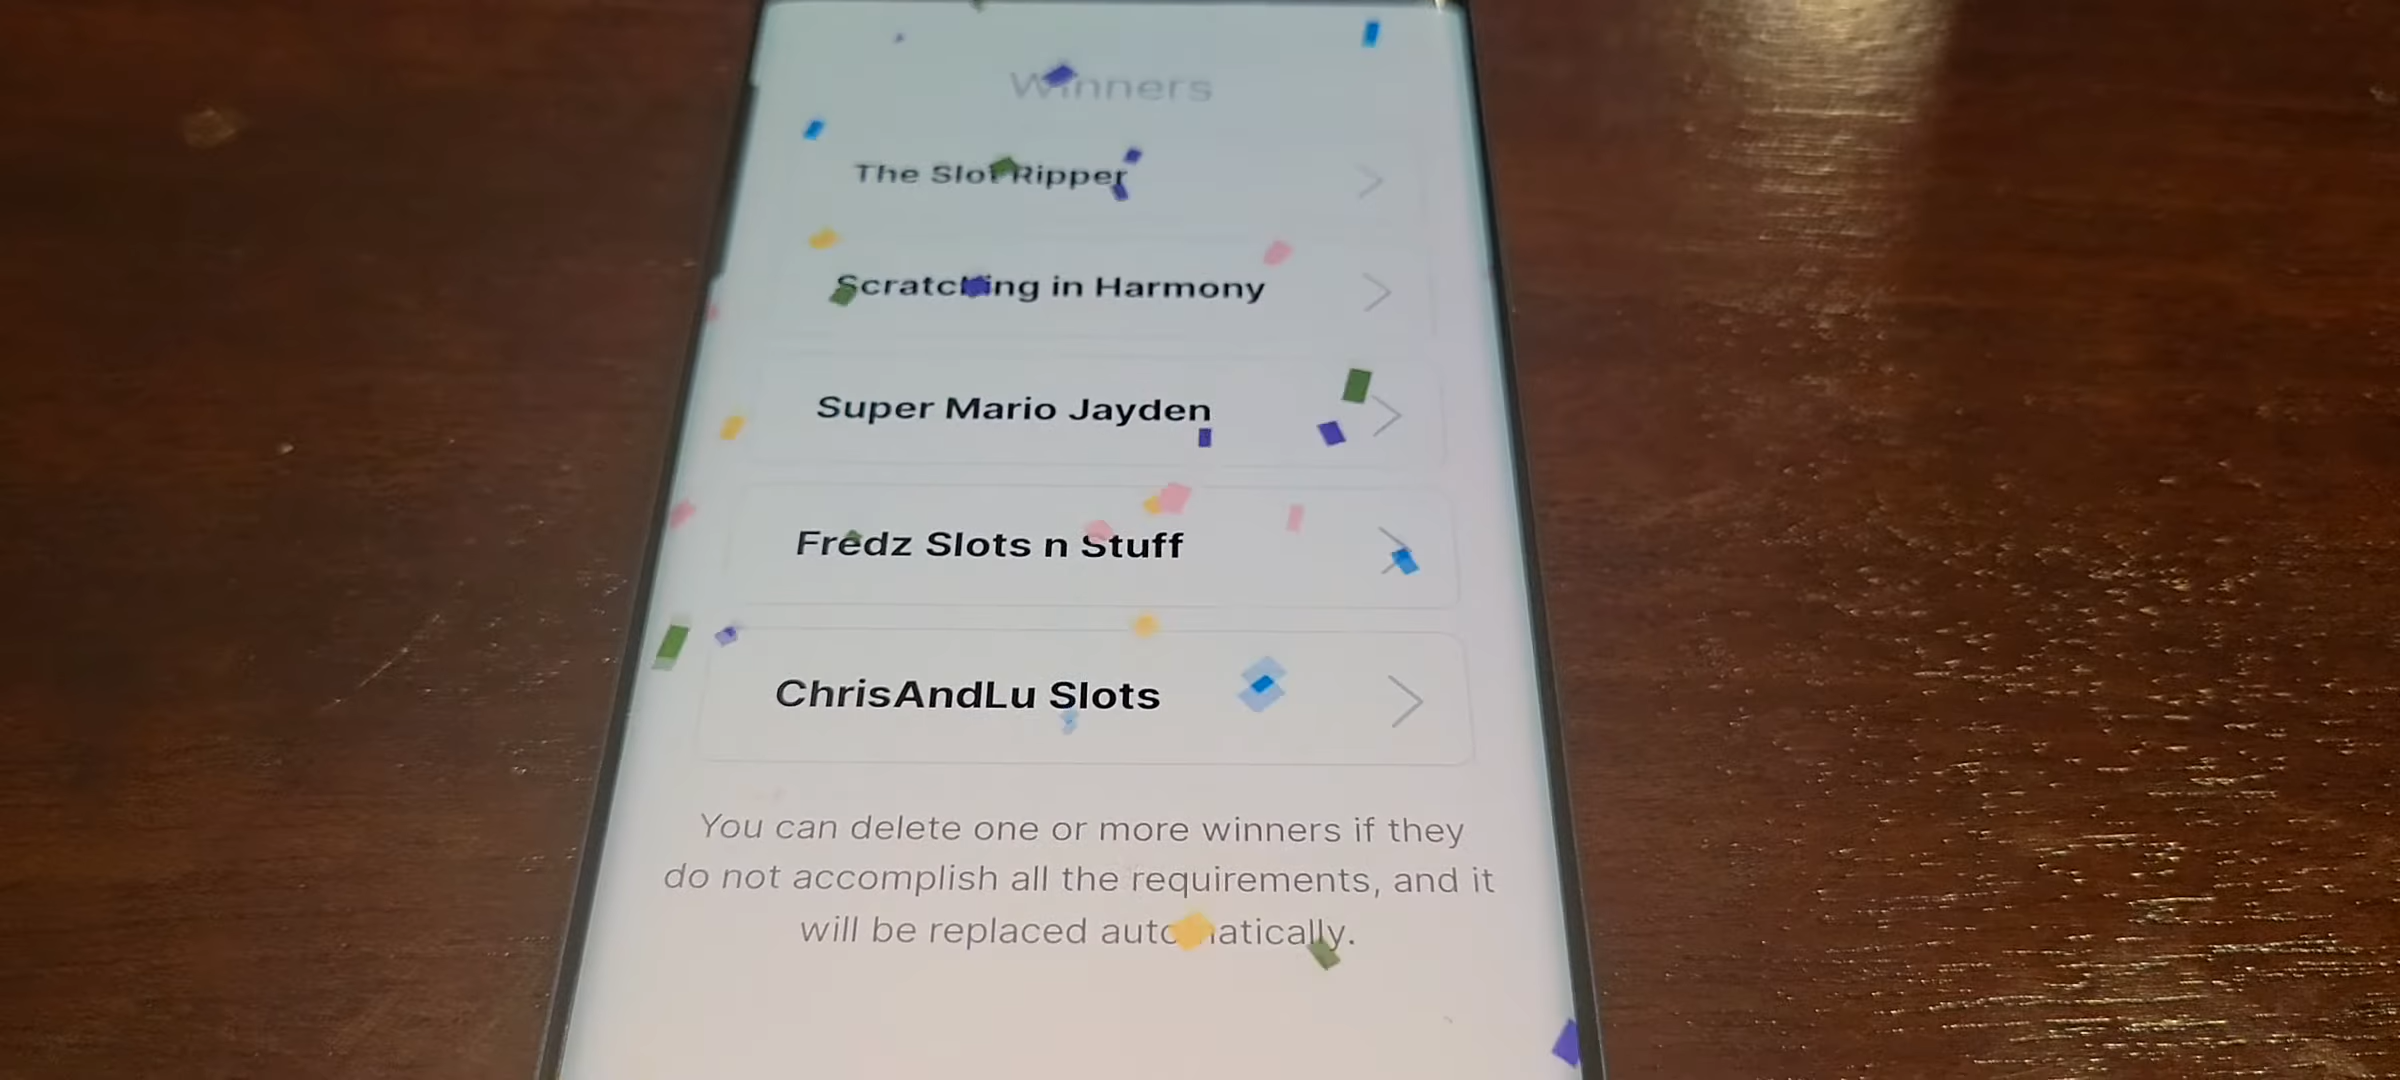 Winners
The Slot Ripper
Scratching in Harmony
Super Mario Jayden
Fredz Slots n Stuff
ChrisAndLu Slots
You can delete one or more winners if they
do not accomplish all the requirements, and it
will be replaced automatically.